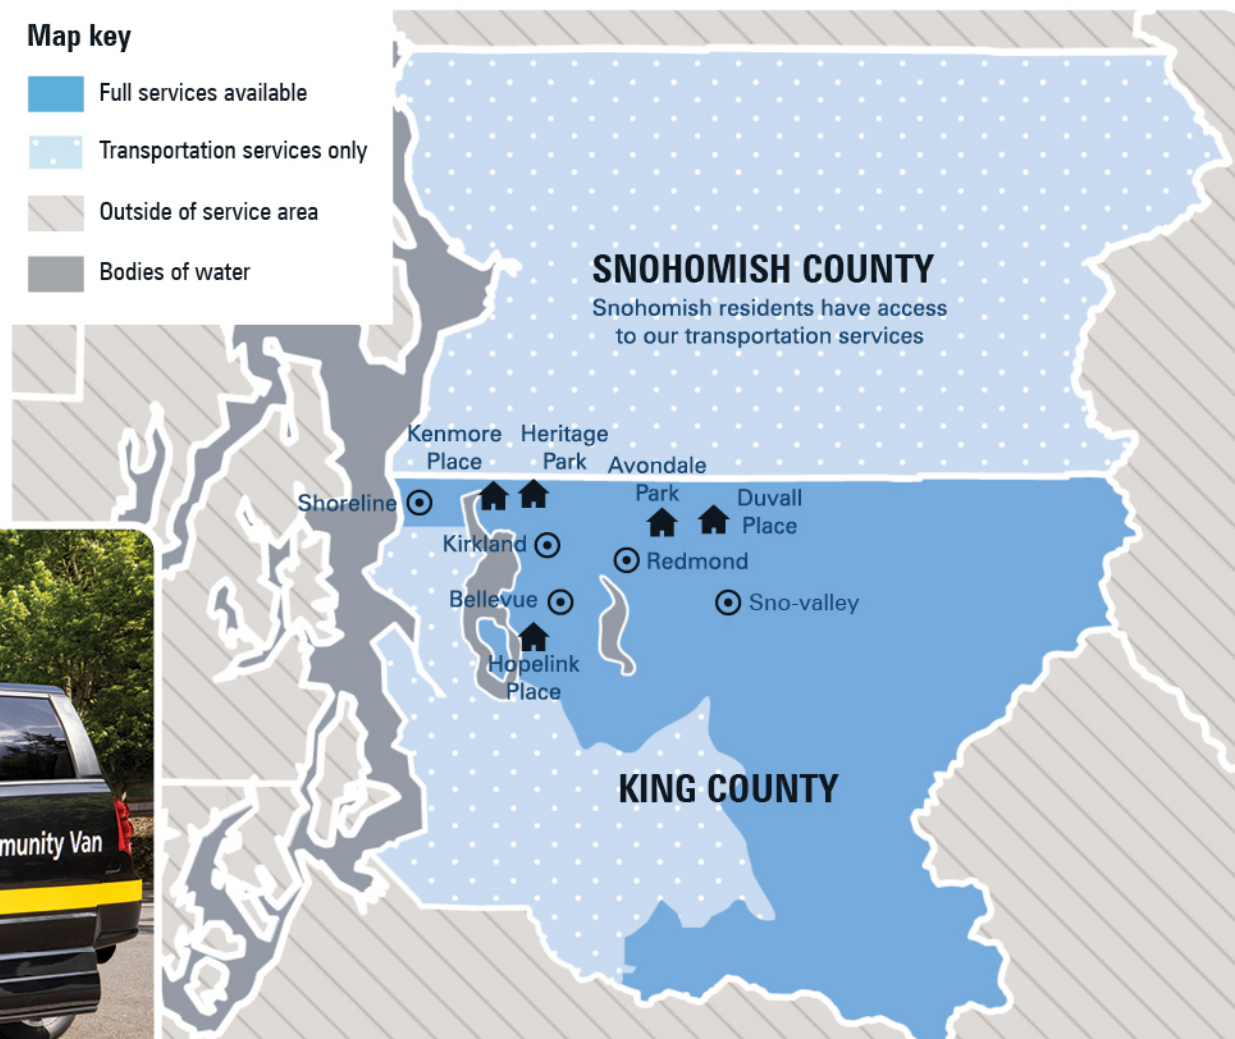 Map key
Full services available
Transportation services only
Outside of service area
Bodies of water
SNOHOMISH COUNTY
Snohomish residents have access
to our transportation services
Kenmore
Place
Heritage
Park
Avondale
Park
Duvall
Place
Shoreline
Kirkland
Redmond
Bellevue
Sno-valley
Hopelink
Place
KING COUNTY
munity Van